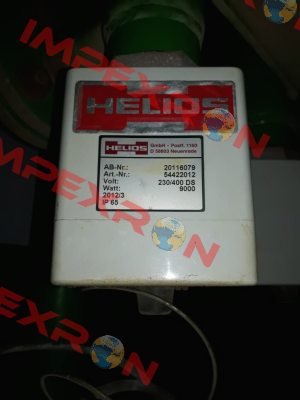 IMPEXRON
HELIOS
HELIOS GmbH - Postf. 1160
D 58803 Neuenrade
AB-Nr.: 20116079
Art.-Nr.: 54422012
Volt: 230/400 DS
Watt: 9000
2012/3
IP 65
IMPEXRON
IMPEXRON